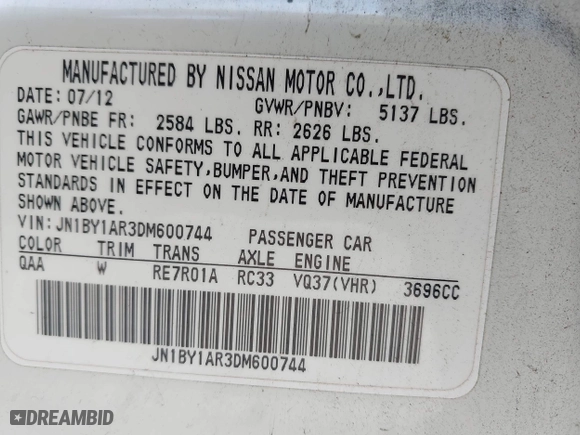 MANUFACTURED BY NISSAN MOTOR CO.,LTD.
DATE: 07/12 GVWR/PNBV: 5137 LBS.
GAWR/PNBE FR: 2584 LBS. RR: 2626 LBS.
THIS VEHICLE CONFORMS TO ALL APPLICABLE FEDERAL
MOTOR VEHICLE SAFETY,BUMPER,AND THEFT PREVENTION
STANDARDS IN EFFECT ON THE DATE OF MANUFACTURE
SHOWN ABOVE.
VIN:JN1BY1AR3DM600744 PASSENGER CAR
COLOR TRIM TRANS AXLE ENGINE
QAA W RE7R01A RC33 VQ37(VHR) 3696CC
JN1BY1AR3DM600744
DREAMBID